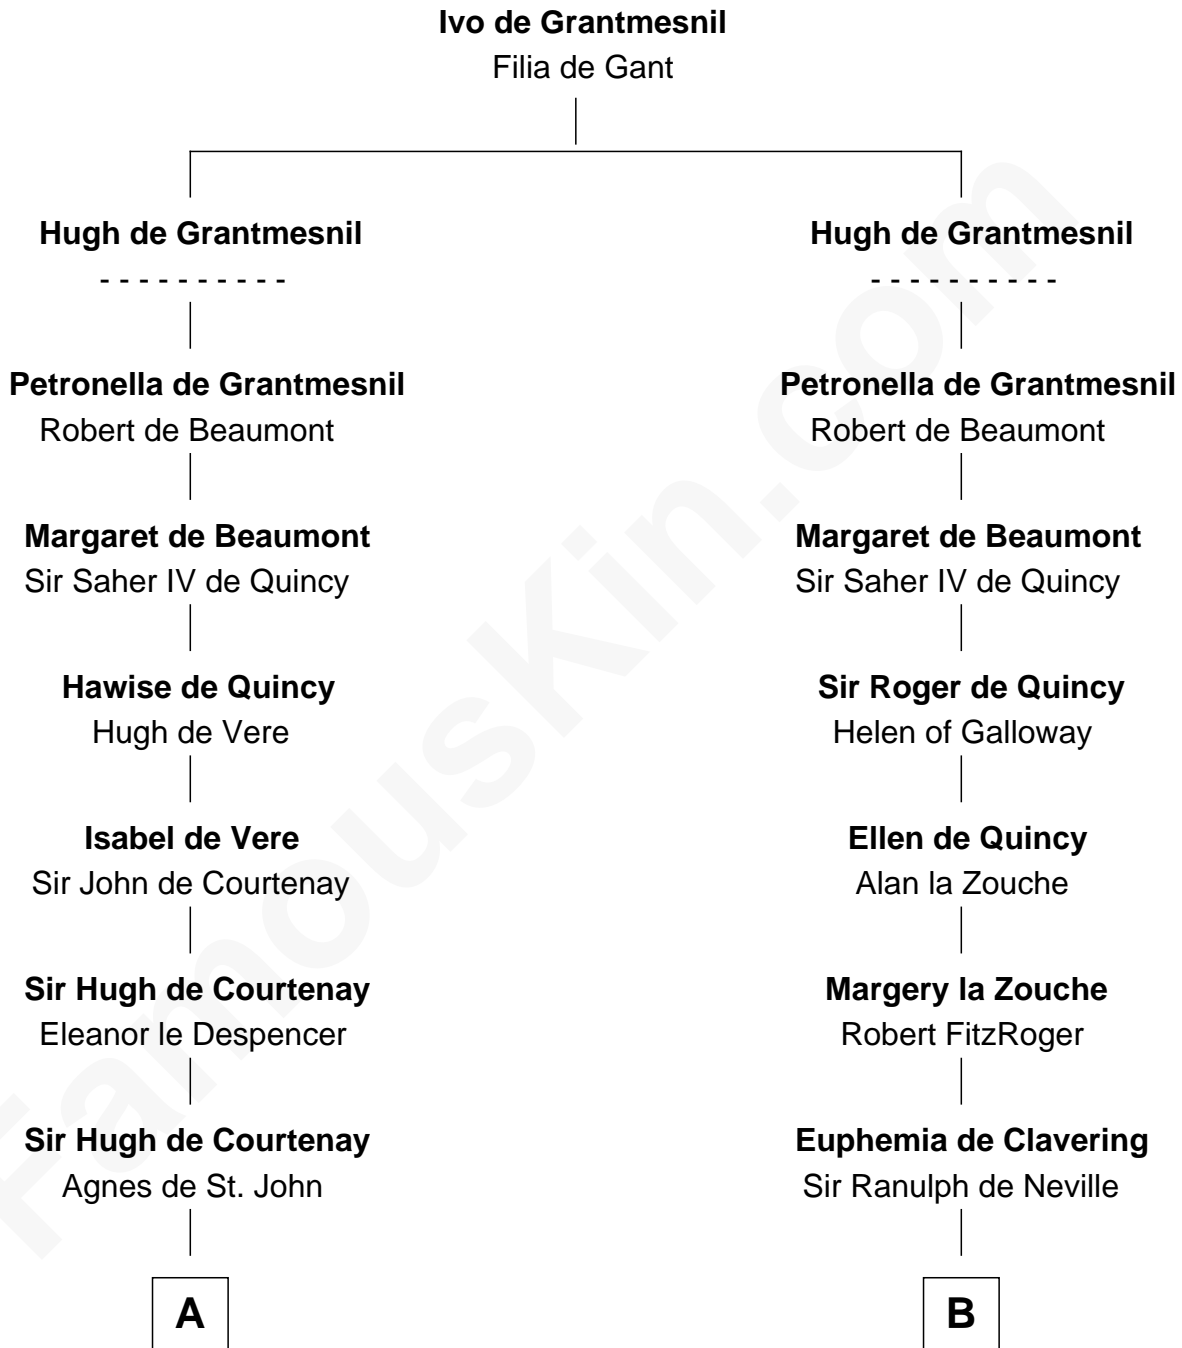 Ivo de Grantmesnil
Filia de Gant
Hugh de Grantmesnil
- - - - - - - - - -
Petronella de Grantmesnil
Robert de Beaumont
Margaret de Beaumont
Sir Saher IV de Quincy
Hawise de Quincy
Hugh de Vere
Isabel de Vere
Sir John de Courtenay
Sir Hugh de Courtenay
Eleanor le Despencer
Sir Hugh de Courtenay
Agnes de St. John
A
Hugh de Grantmesnil
- - - - - - - - - -
Petronella de Grantmesnil
Robert de Beaumont
Margaret de Beaumont
Sir Saher IV de Quincy
Sir Roger de Quincy
Helen of Galloway
Ellen de Quincy
Alan la Zouche
Margery la Zouche
Robert FitzRoger
Euphemia de Clavering
Sir Ranulph de Neville
B
FamousKin.com